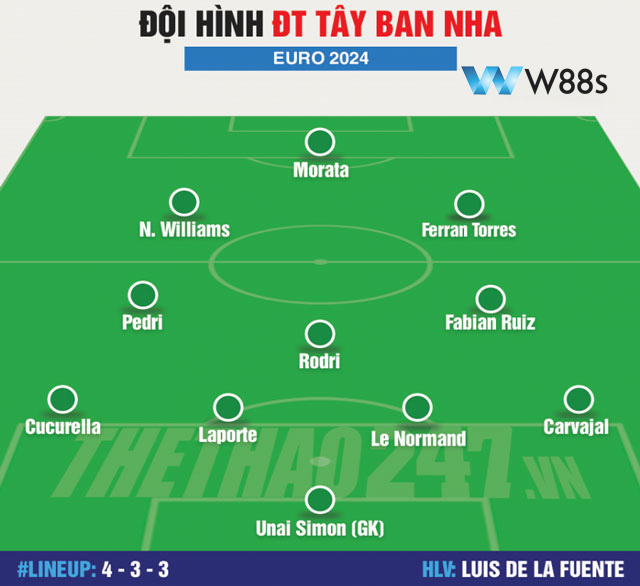 ĐỘI HÌNH ĐT TÂY BAN NHA
EURO 2024
W88s
Morata
N. Williams
Ferran Torres
Pedri
Fabian Ruiz
Rodri
Cucurella
Laporte
Le Normand
Carvajal
THETHAO247.VN
Unai Simon (GK)
#LINEUP: 4 - 3 - 3
HLV: LUIS DE LA FUENTE